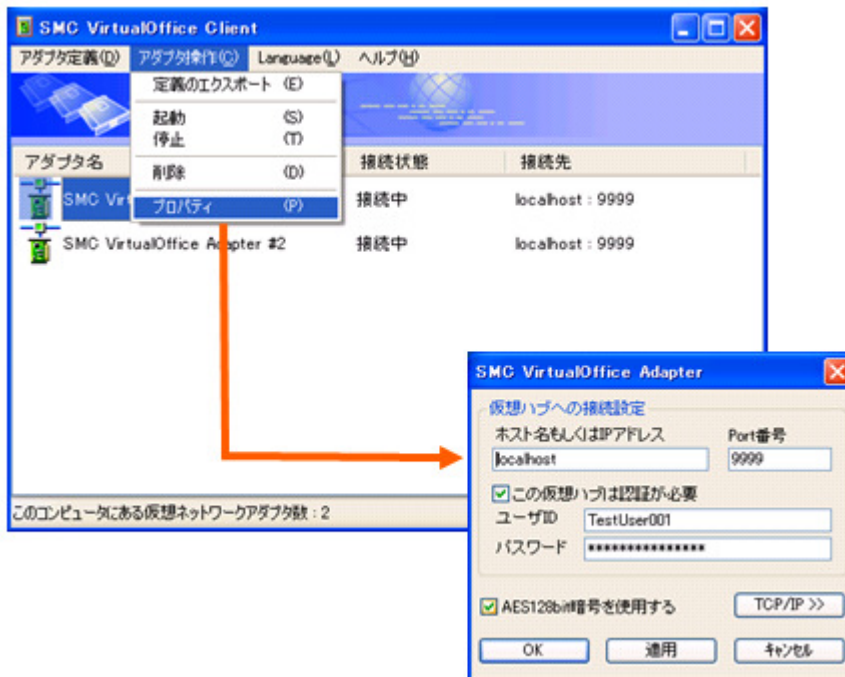 SMC VirtualOffice Client
アダプタ定義(D) アダプタ操作(C) Language(L) ヘルプ(H)
定義のエクスポート (E)
起動 (S)
停止 (T)
削除 (D)
プロパティ (P)
アダプタ名 接続状態 接続先
SMC Virt 接続中 localhost : 9999
SMC VirtualOffice Adapter #2 接続中 localhost : 9999
このコンピュータにある仮想ネットワークアダプタ数 : 2
SMC VirtualOffice Adapter
仮想ハブへの接続設定
ホスト名もしくはIPアドレス Port番号
localhost 9999
この仮想ハブは認証が必要
ユーザID TestUser001
パスワード ***************
AES128bit暗号を使用する TCP/IP >>
OK 適用 キャンセル